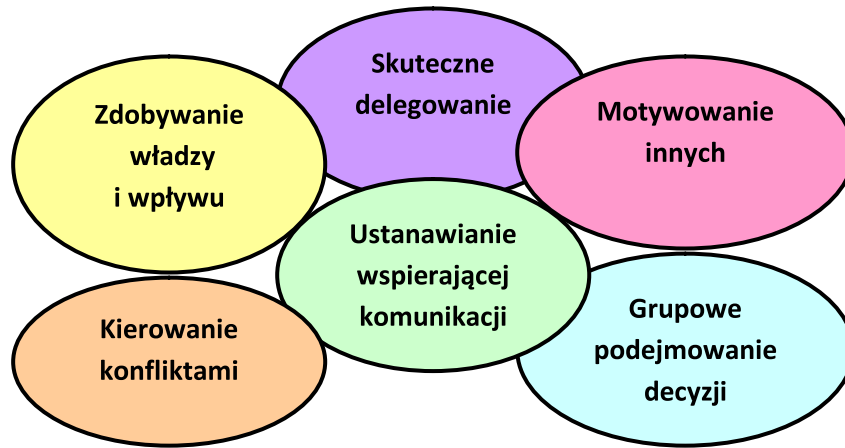 Skuteczne
delegowanie
Zdobywanie
władzy
i wpływu
Motywowanie
innych
Ustanawianie
wspierającej
komunikacji
Kierowanie
konfliktami
Grupowe
podejmowanie
decyzji